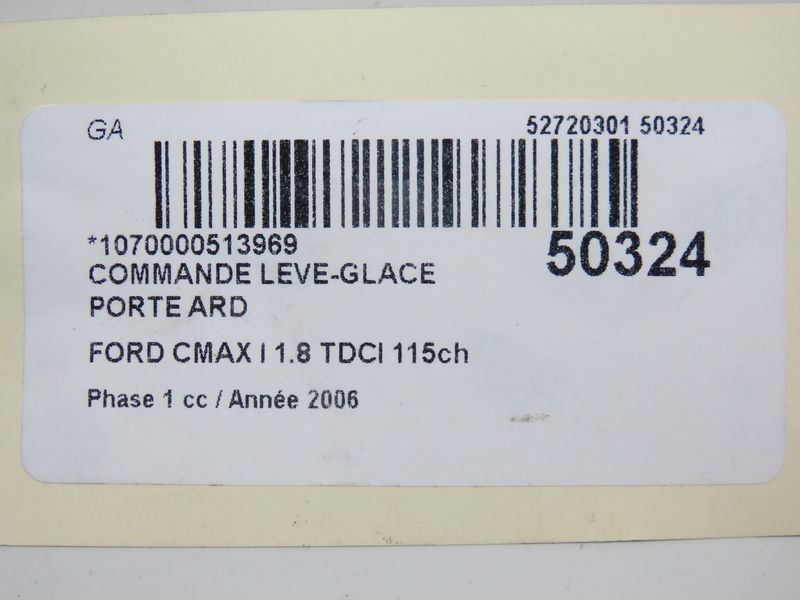 GA
52720301 50324
*1070000513969
50324
COMMANDE LEVE-GLACE
PORTE ARD
FORD CMAX I 1.8 TDCI 115ch
Phase 1 cc / Année 2006